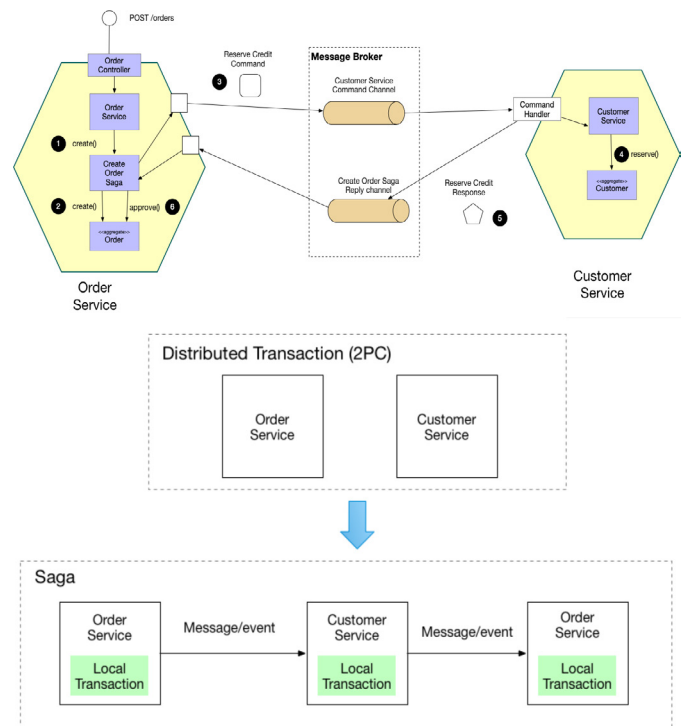 POST /orders
Order
Controller
Order
Service
1
create()
Create
Order
Saga
2
create()
approve()
6
<<aggregate>>
Order
Order
Service
3
Reserve Credit
Command
Message Broker
Customer Service
Command Channel
Create Order Saga
Reply channel
Reserve Credit
Response
5
Command
Handler
Customer
Service
4
reserve()
<<aggregate>>
Customer
Customer
Service
Distributed Transaction (2PC)
Order
Service
Customer
Service
Saga
Order
Service
Local
Transaction
Message/event
Customer
Service
Local
Transaction
Message/event
Order
Service
Local
Transaction